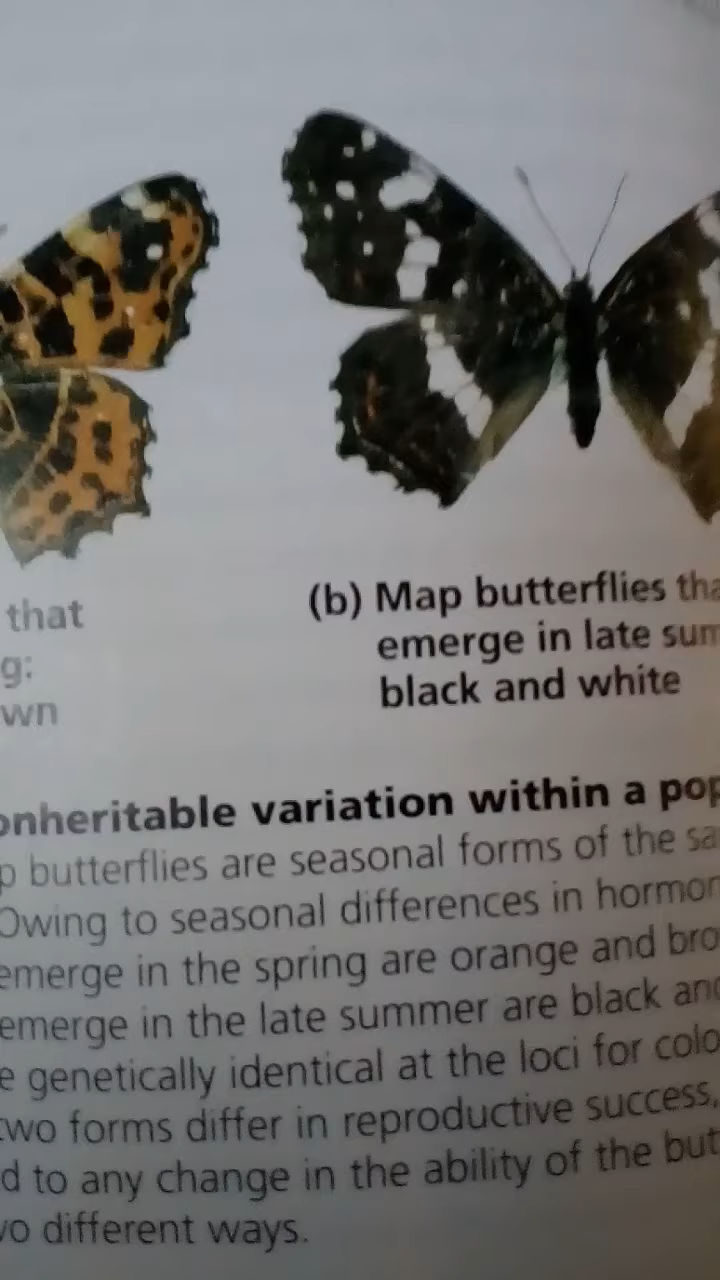 that
g:
wn
(b) Map butterflies tha
emerge in late sum
black and white
onheritable variation within a pop
p butterflies are seasonal forms of the sa
Owing to seasonal differences in hormon
emerge in the spring are orange and bro
emerge in the late summer are black and
e genetically identical at the loci for colo
two forms differ in reproductive success,
d to any change in the ability of the but
vo different ways.